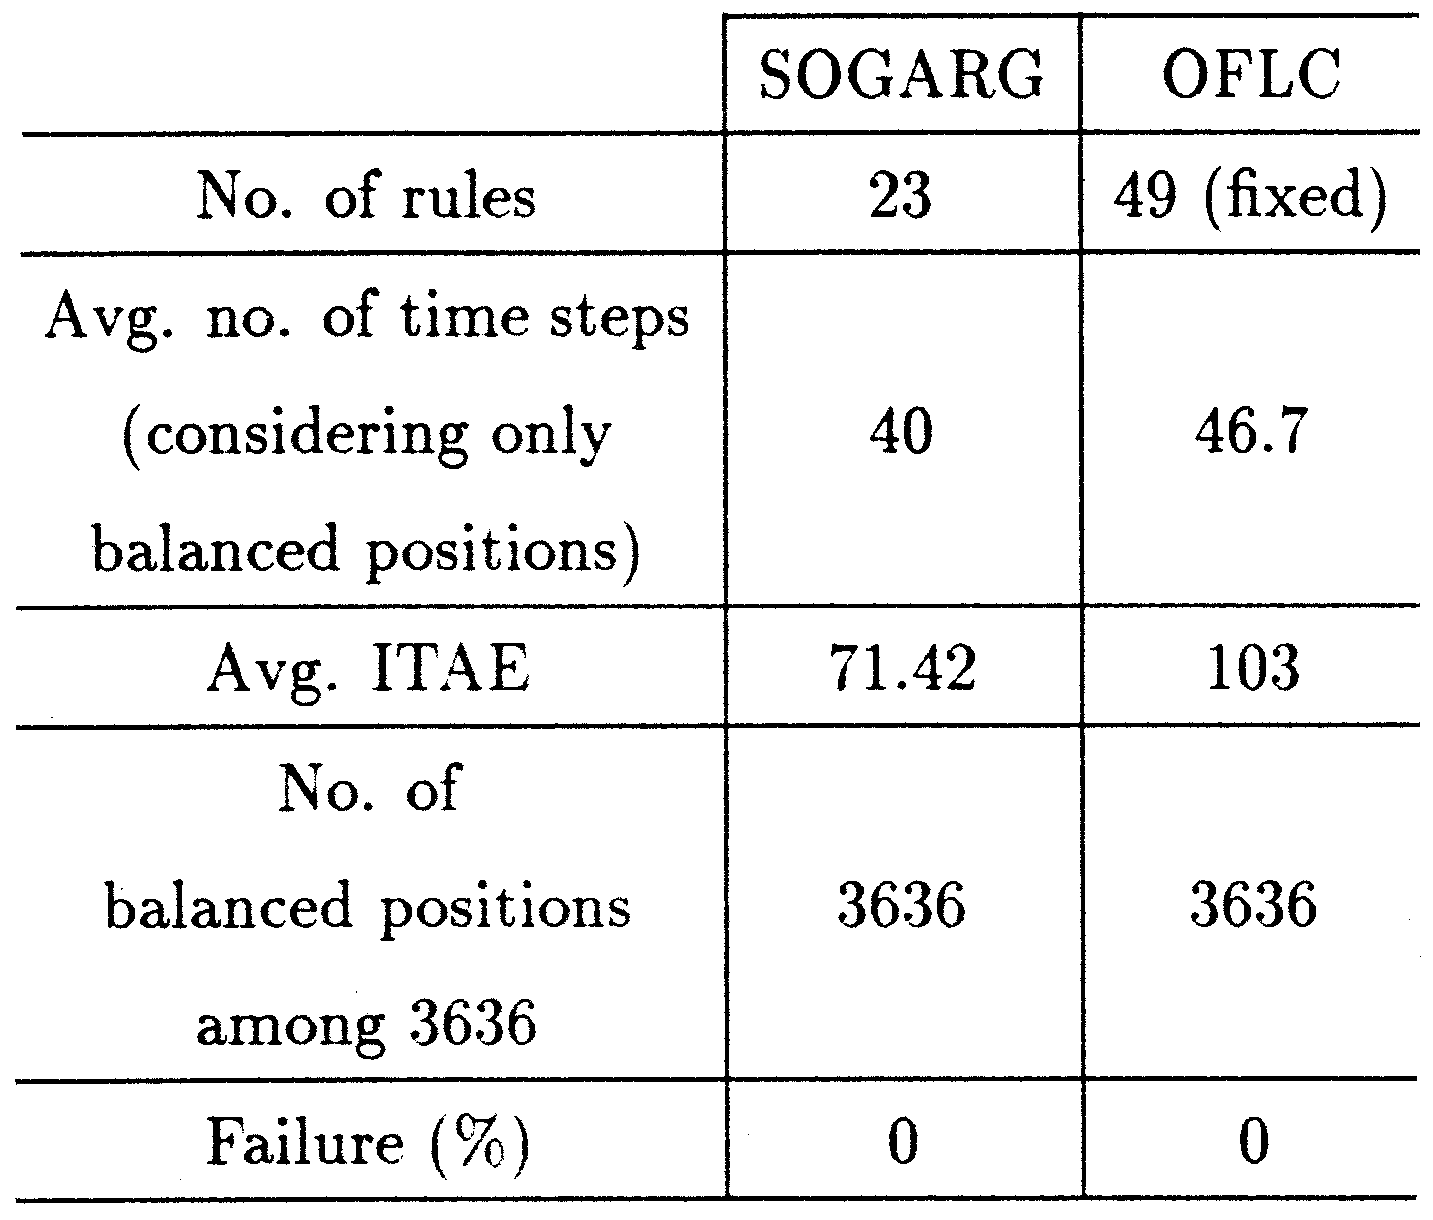 SOGARG OFLC
No. of rules 23 49 (fixed)
Avg. no. of time steps
(considering only 40 46.7
balanced positions)
Avg. ITAE 71.42 103
No. of
balanced positions 3636 3636
among 3636
Failure (%) 0 0